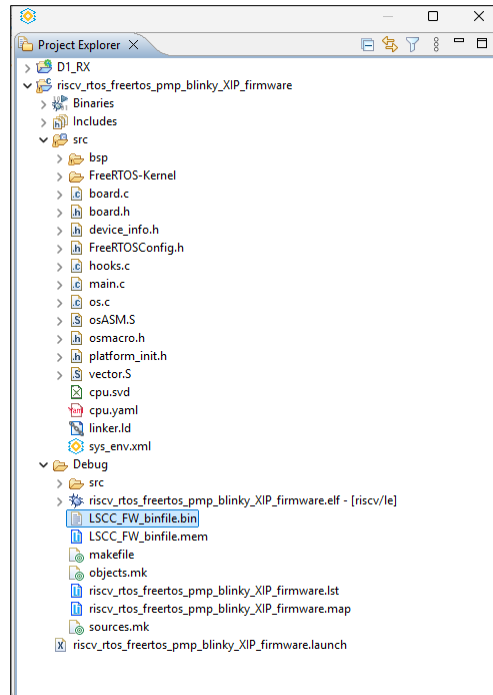 Project Explorer
D1_RX
riscv_rtos_freertos_pmp_blinky_XIP_firmware
Binaries
Includes
src
bsp
FreeRTOS-Kernel
board.c
board.h
device_info.h
FreeRTOSConfig.h
hooks.c
main.c
os.c
osASM.S
osmacro.h
platform_init.h
vector.S
cpu.svd
cpu.yaml
linker.ld
sys_env.xml
Debug
src
riscv_rtos_freertos_pmp_blinky_XIP_firmware.elf - [riscv/le]
LSCC_FW_binfile.bin
LSCC_FW_binfile.mem
makefile
objects.mk
riscv_rtos_freertos_pmp_blinky_XIP_firmware.lst
riscv_rtos_freertos_pmp_blinky_XIP_firmware.map
sources.mk
riscv_rtos_freertos_pmp_blinky_XIP_firmware.launch